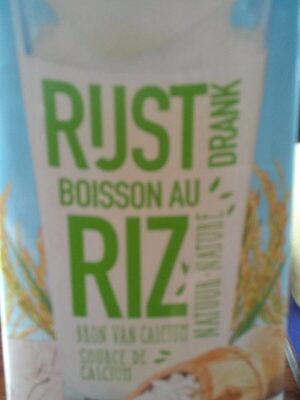 RIJST
DRANK
BOISSON AU
RIZ
NATUUR-NATURE
BRON VAN CALCIUM
SOURCE DE
CALCIUM